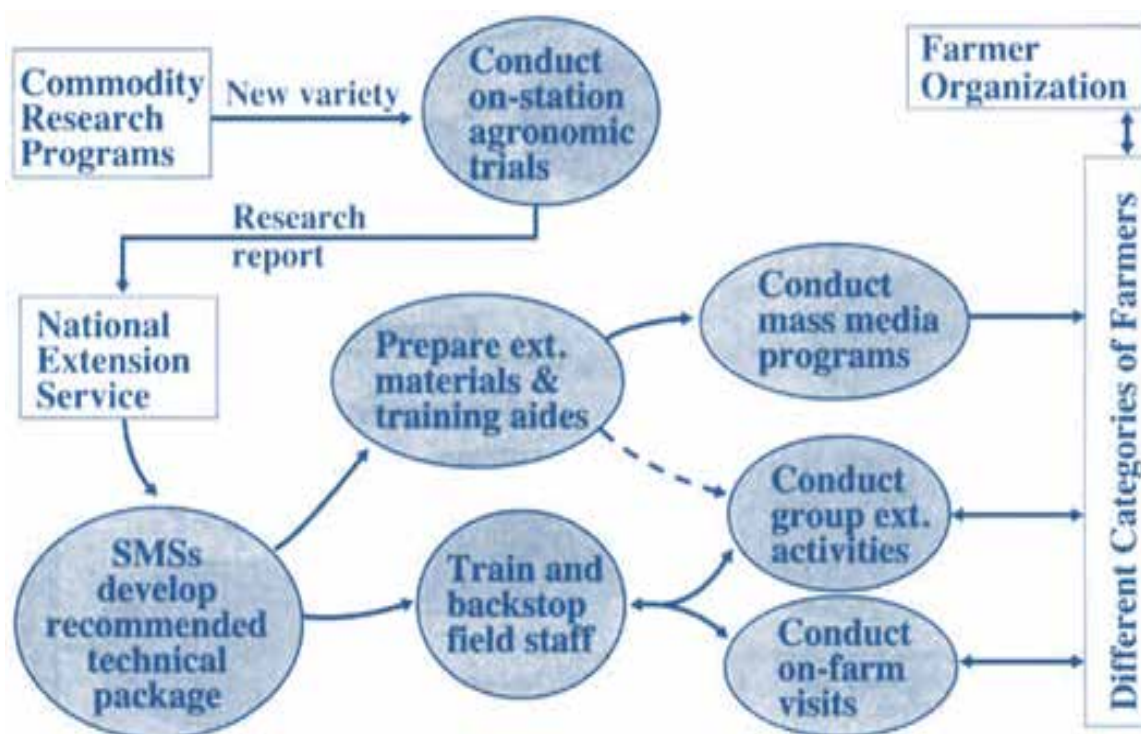 Commodity
Research
Programs
New variety
Conduct
on-station
agronomic
trials
Farmer
Organization
Research
report
National
Extension
Service
Prepare ext.
materials &
training aides
Conduct
mass media
programs
SMSs
develop
recommended
technical
package
Train and
backstop
field staff
Conduct
group ext.
activities
Conduct
on-farm
visits
Different Categories of Farmers